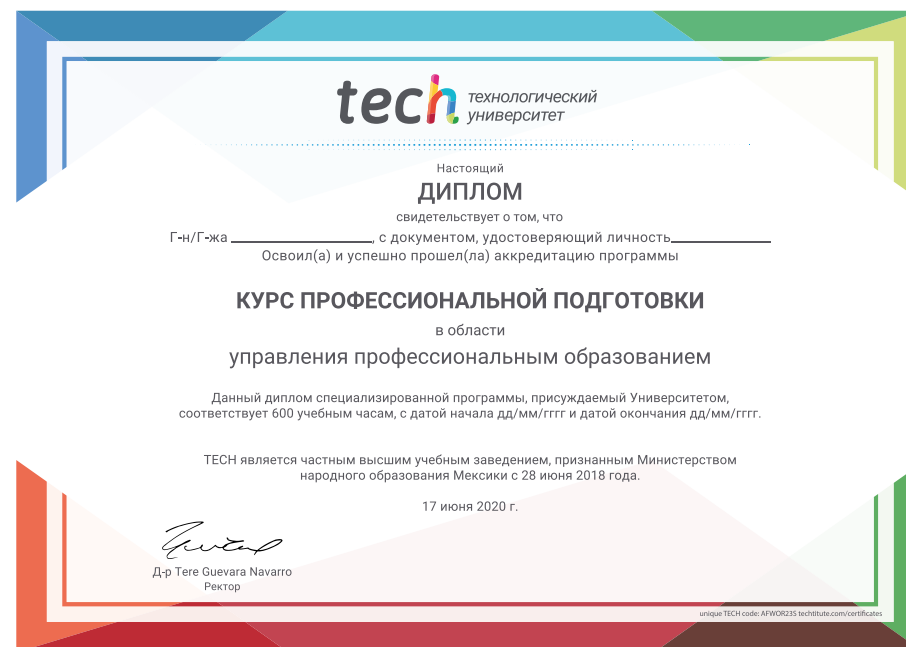 tech технологический
университет
Настоящий
ДИПЛОМ
свидетельствует о том, что
Г-н/Г-жа ____________________, с документом, удостоверяющий личность______________
Освоил(а) и успешно прошел(ла) аккредитацию программы
КУРС ПРОФЕССИОНАЛЬНОЙ ПОДГОТОВКИ
в области
управления профессиональным образованием
Данный диплом специализированной программы, присуждаемый Университетом,
соответствует 600 учебным часам, с датой начала дд/мм/гггг и датой окончания дд/мм/гггг.
TECH является частным высшим учебным заведением, признанным Министерством
народного образования Мексики с 28 июня 2018 года.
17 июня 2020 г.
Д-р Tere Guevara Navarro
Ректор
unique TECH code: AFWOR23S techtitute.com/certificates